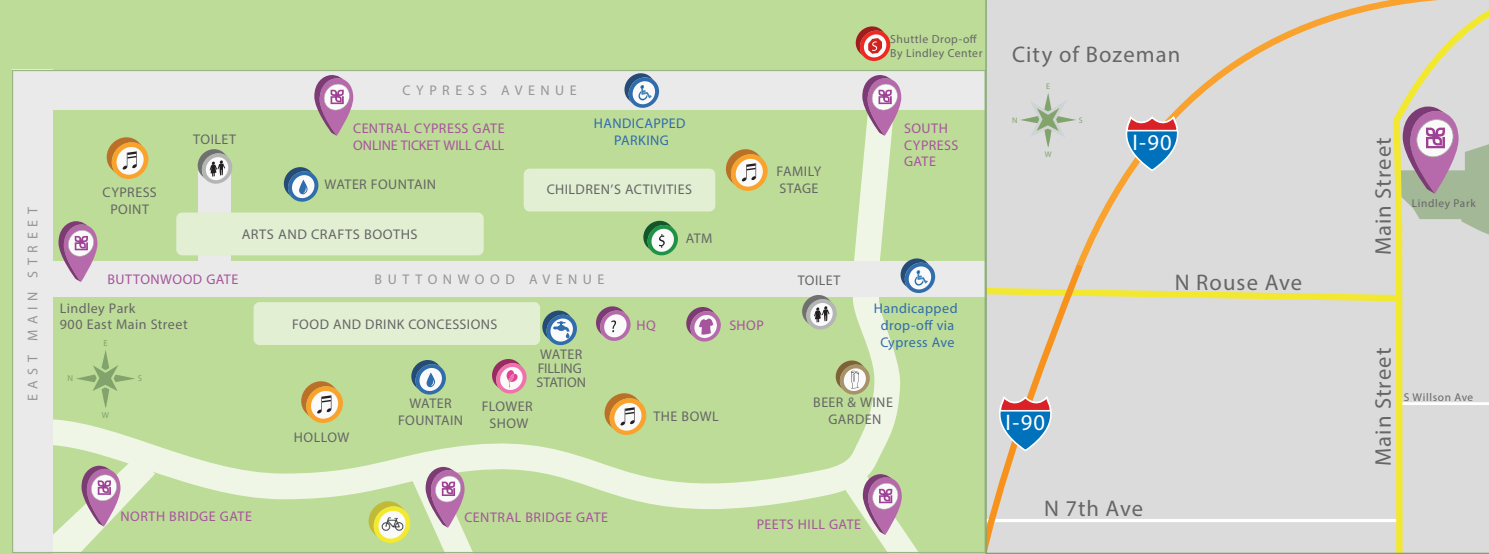 Shuttle Drop-off
By Lindley Center
S
CYPRESS AVENUE
CENTRAL CYPRESS GATE
ONLINE TICKET WILL CALL
HANDICAPPED
PARKING
SOUTH
CYPRESS
GATE
TOILET
CYPRESS
POINT
WATER FOUNTAIN
CHILDREN'S ACTIVITIES
FAMILY
STAGE
ARTS AND CRAFTS BOOTHS
$
ATM
EAST MAIN STREET
BUTTONWOOD GATE
BUTTONWOOD AVENUE
TOILET
Lindley Park
900 East Main Street
FOOD AND DRINK CONCESSIONS
?
HQ
SHOP
Handicapped
drop-off via
Cypress Ave
WATER
FILLING
STATION
E
N
S
W
HOLLOW
WATER
FOUNTAIN
FLOWER
SHOW
THE BOWL
BEER & WINE
GARDEN
NORTH BRIDGE GATE
CENTRAL BRIDGE GATE
PEETS HILL GATE
City of Bozeman
E
N
S
W
I-90
Main Street
Lindley Park
N Rouse Ave
Main Street
S Willson Ave
I-90
N 7th Ave